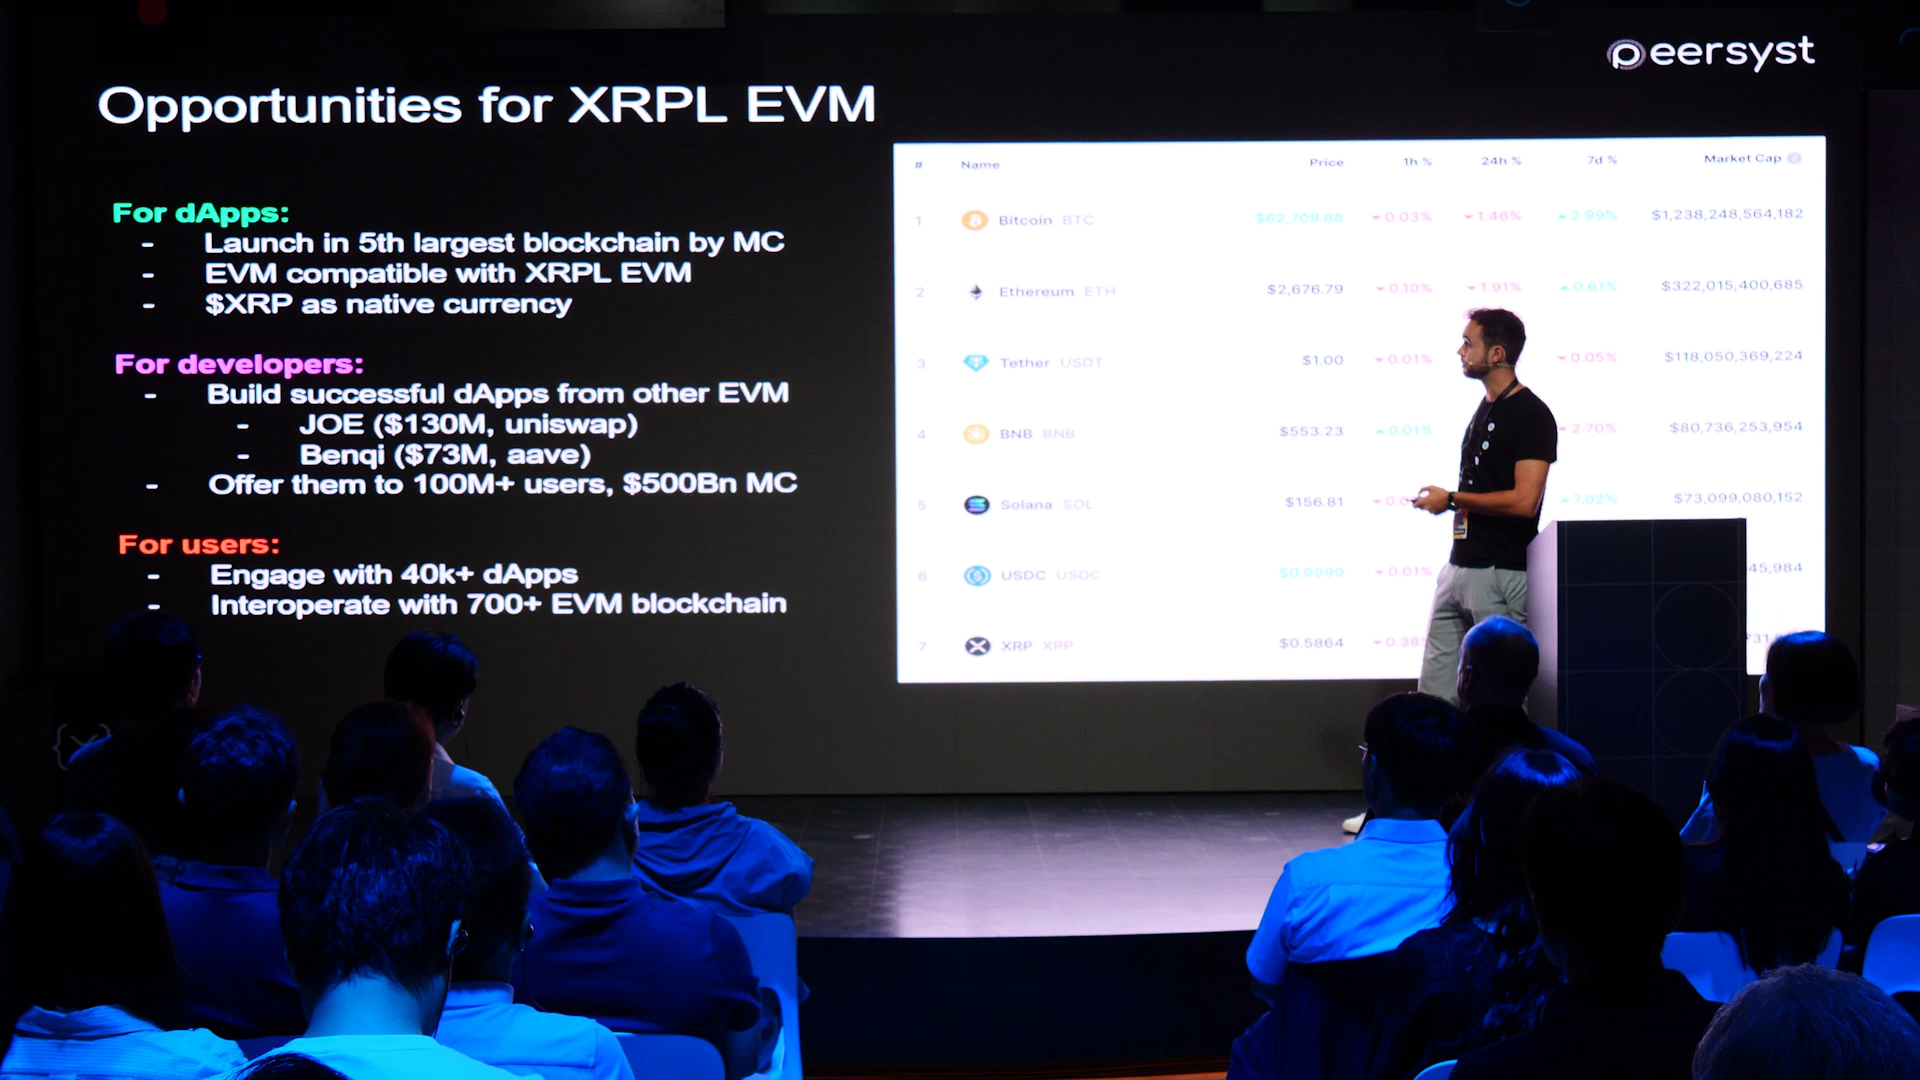 peersyst
Opportunities for XRPL EVM
For dApps:
- Launch in 5th largest blockchain by MC
- EVM compatible with XRPL EVM
- $XRP as native currency
For developers:
- Build successful dApps from other EVM
- JOE ($130M, uniswap)
- Benqi ($73M, aave)
- Offer them to 100M+ users, $500Bn MC
For users:
- Engage with 40k+ dApps
- Interoperate with 700+ EVM blockchain
# Name Price 1h % 24h % 7d % Market Cap
1 Bitcoin BTC $62,709.88 0.03% 1.46% 2.99% $1,238,248,564,182
2 Ethereum ETH $2,676.79 0.10% 1.91% 0.61% $322,015,400,685
3 Tether USDT $1.00 0.01% 0.05% $118,050,369,224
4 BNB BNB $553.23 0.01% 2.70% $80,736,253,954
5 Solana SOL $156.81 7.02% $73,099,080,152
6 USDC USDC $0.9999 0.01% 45,984
7 XRP XRP $0.5864 0.38